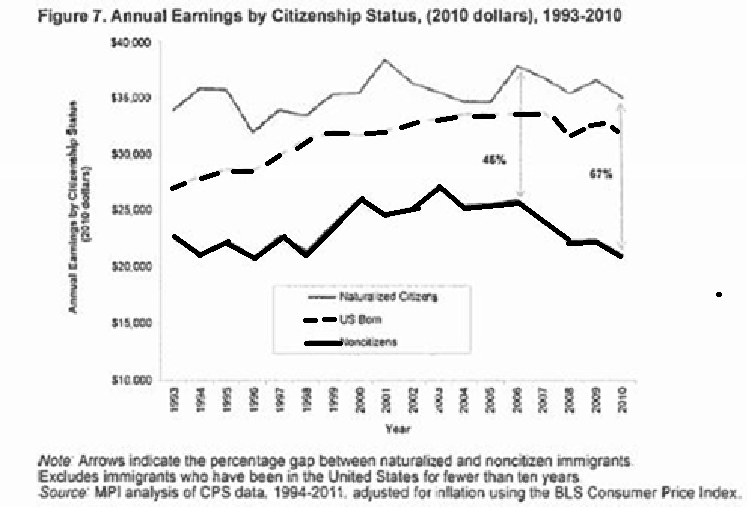 Figure 7. Annual Earnings by Citizenship Status, (2010 dollars), 1993-2010
$40,000
$35,000
$30,000
$25,000
$20,000
$15,000
$10,000
Annual Earnings by Citizenship Status
(2010 dollars)
46%
67%
Naturalized Citizens
US Born
Noncitizens
1993 1994 1995 1996 1997 1998 1999 2000 2001 2002 2003 2004 2005 2006 2007 2008 2009 2010
Year
Note: Arrows indicate the percentage gap between naturalized and noncitizen immigrants.
Excludes immigrants who have been in the United States for fewer than ten years
Source: MPI analysis of CPS data, 1994-2011, adjusted for inflation using the BLS Consumer Price Index.